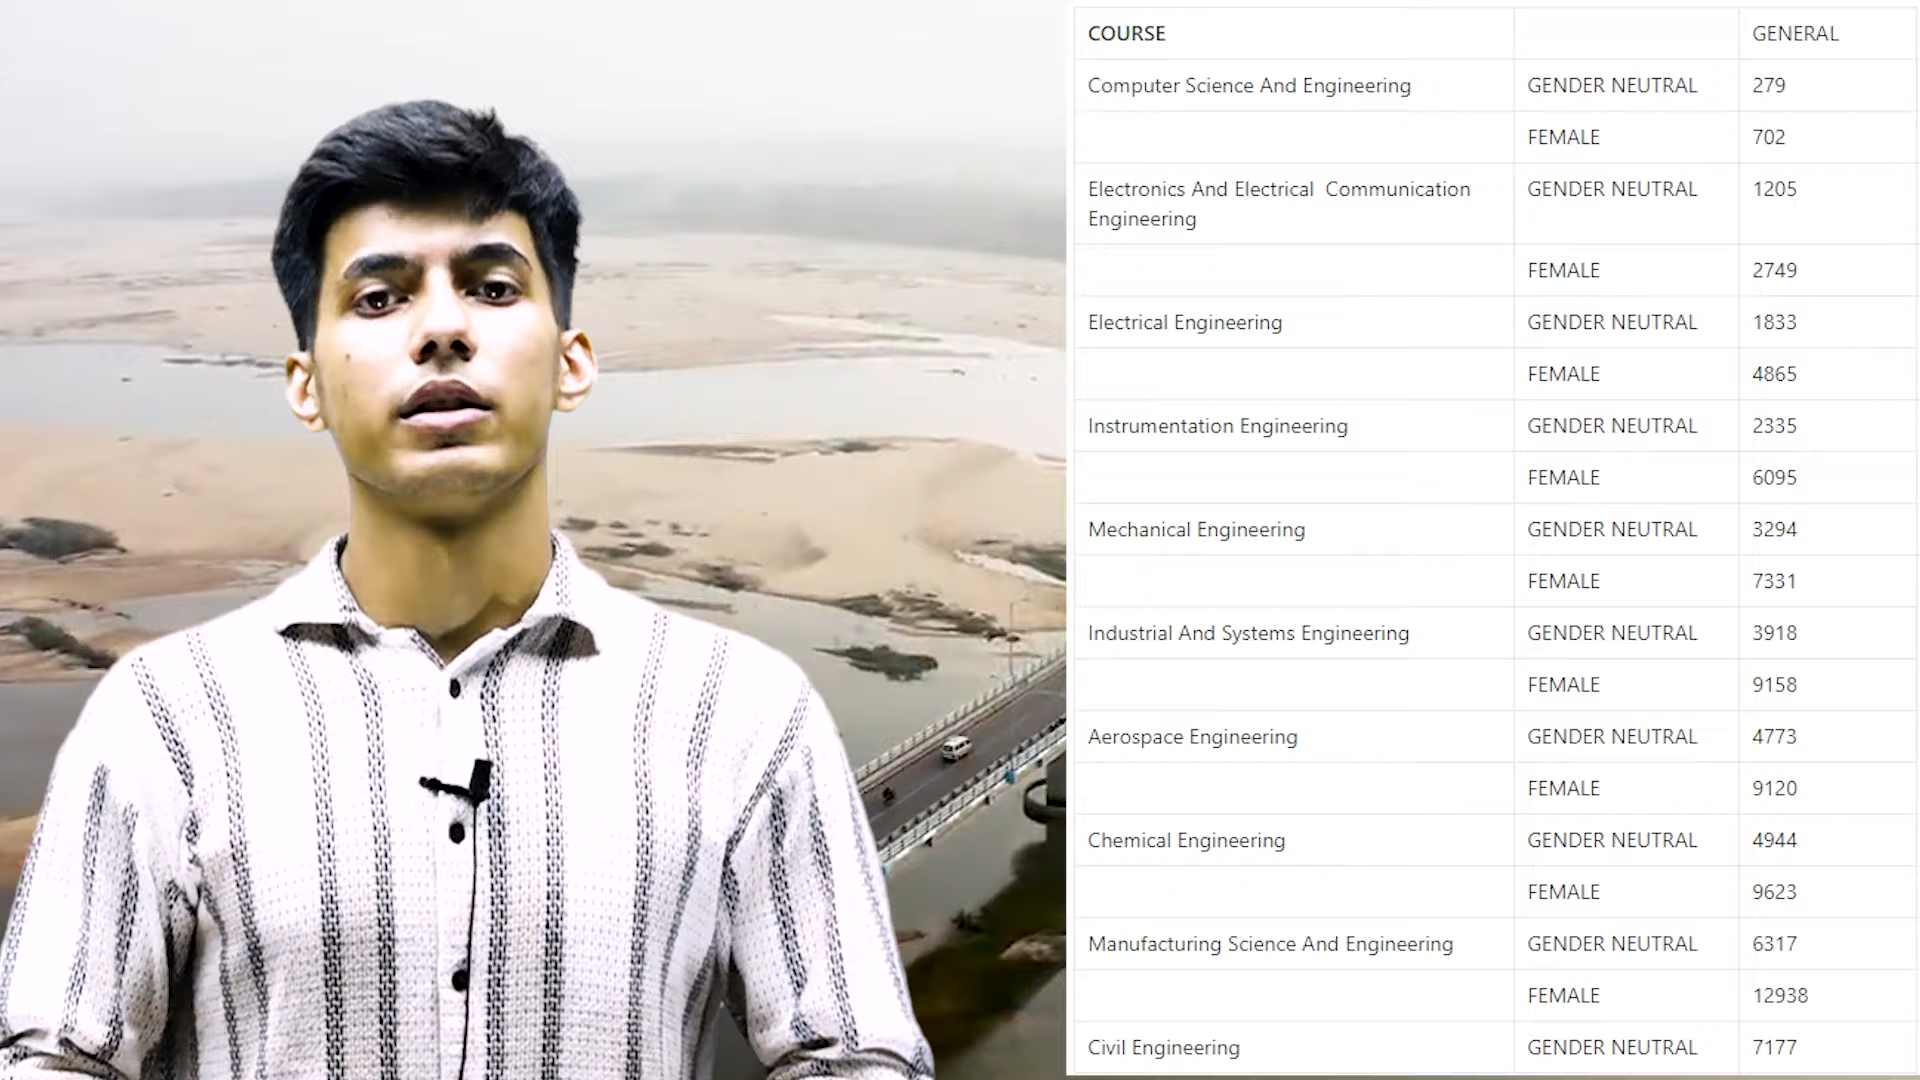 COURSE GENERAL
Computer Science And Engineering GENDER NEUTRAL 279
FEMALE 702
Electronics And Electrical Communication GENDER NEUTRAL 1205
Engineering
FEMALE 2749
Electrical Engineering GENDER NEUTRAL 1833
FEMALE 4865
Instrumentation Engineering GENDER NEUTRAL 2335
FEMALE 6095
Mechanical Engineering GENDER NEUTRAL 3294
FEMALE 7331
Industrial And Systems Engineering GENDER NEUTRAL 3918
FEMALE 9158
Aerospace Engineering GENDER NEUTRAL 4773
FEMALE 9120
Chemical Engineering GENDER NEUTRAL 4944
FEMALE 9623
Manufacturing Science And Engineering GENDER NEUTRAL 6317
FEMALE 12938
Civil Engineering GENDER NEUTRAL 7177